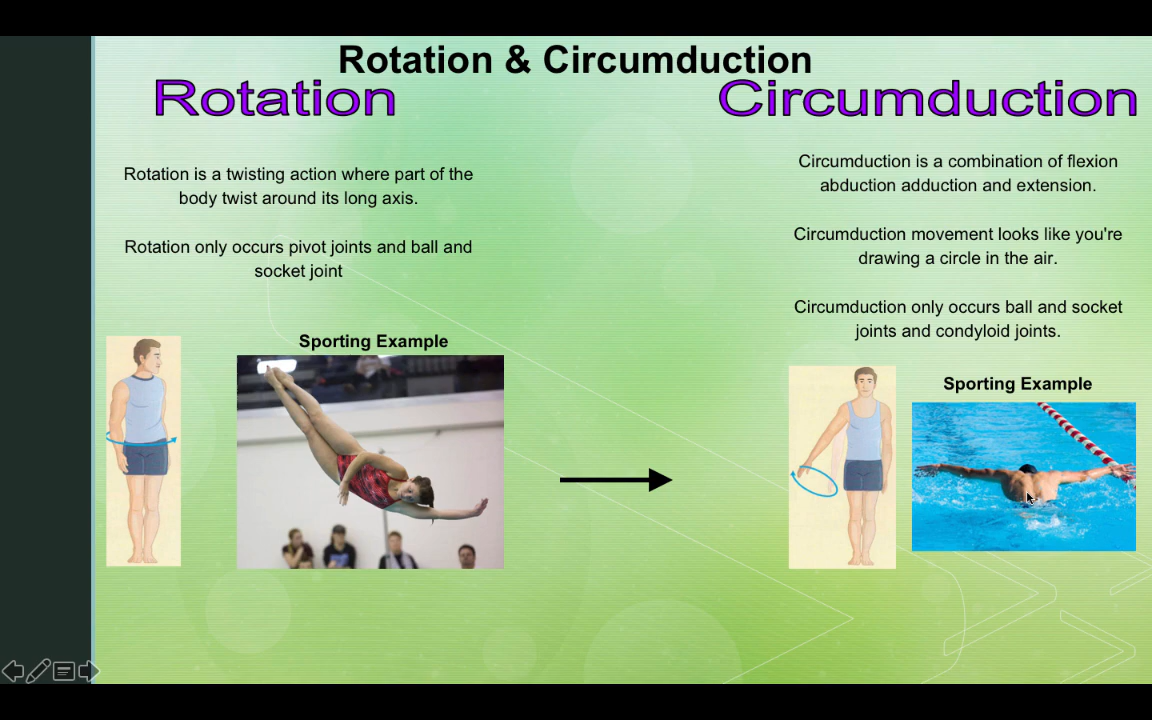 Rotation & Circumduction
Rotation
Rotation is a twisting action where part of the
body twist around its long axis.
Rotation only occurs pivot joints and ball and
socket joint
Sporting Example
Circumduction
Circumduction is a combination of flexion
abduction adduction and extension.
Circumduction movement looks like you're
drawing a circle in the air.
Circumduction only occurs ball and socket
joints and condyloid joints.
Sporting Example